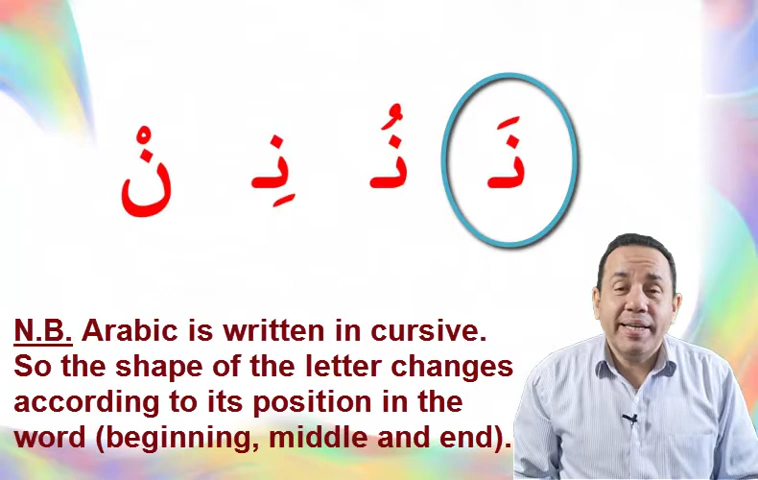 نَـ نُـ نِـ نْ
N.B. Arabic is written in cursive.
So the shape of the letter changes
according to its position in the
word (beginning, middle and end).